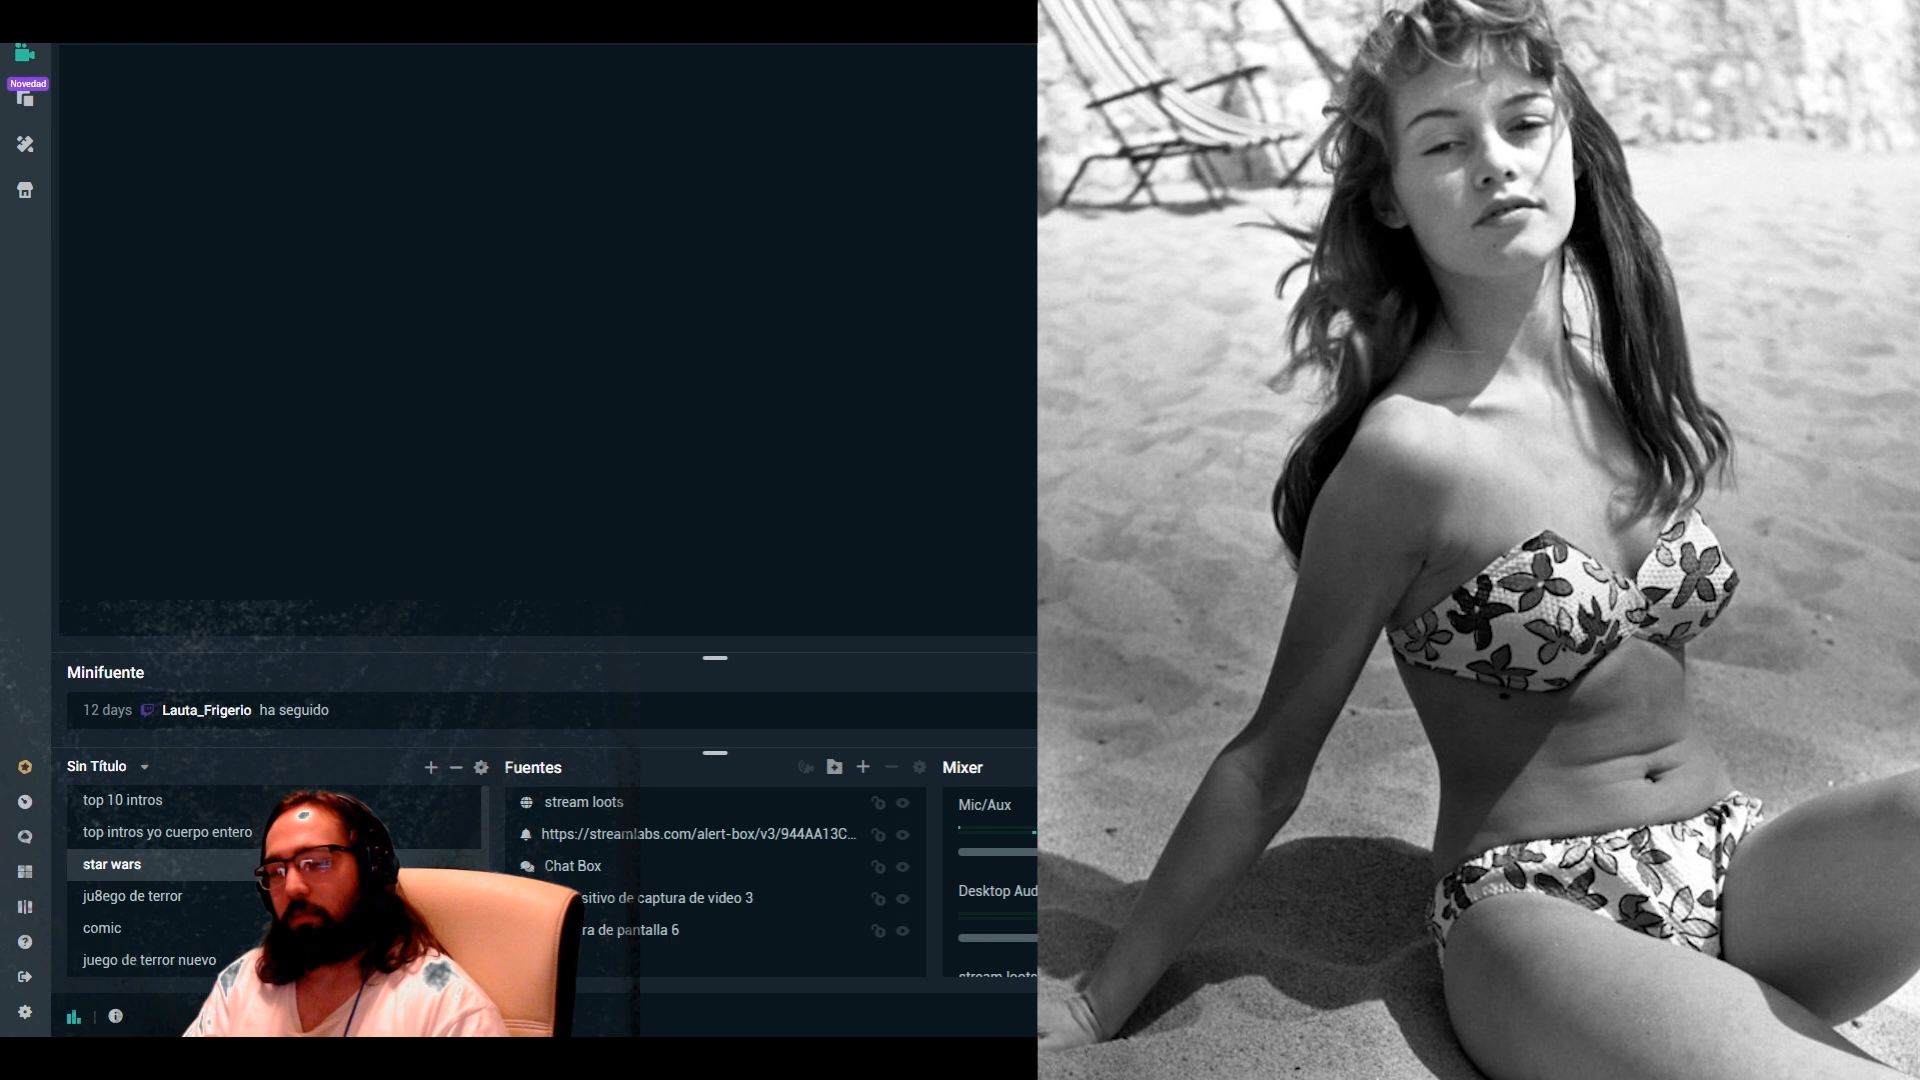 Novedad
Minifuente
12 days Lauta_Frigerio ha seguido
Sin Título
top 10 intros
top intros yo cuerpo entero
star wars
ju8ego de terror
comic
juego de terror nuevo
Fuentes
stream loots
https://streamlabs.com/alert-box/v3/944AA13C...
Chat Box
sitivo de captura de video 3
ra de pantalla 6
Mixer
Mic/Aux
Desktop Aud
stream loots